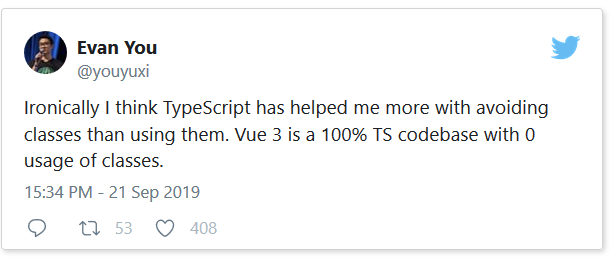 Evan You
@youyuxi
Ironically I think TypeScript has helped me more with avoiding
classes than using them. Vue 3 is a 100% TS codebase with 0
usage of classes.
15:34 PM - 21 Sep 2019
53 408